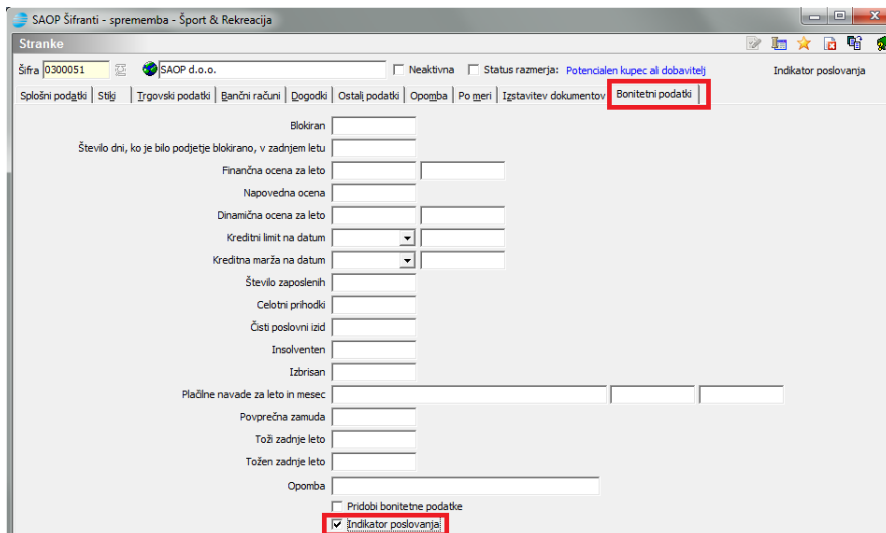 SAOP Šifranti - sprememba - Šport & Rekreacija
Stranke
Šifra 0300051 SAOP d.o.o. Neaktivna Status razmerja: Potencialen kupec ali dobavitelj Indikator poslovanja
Splošni podatki Stiki Trgovski podatki Bančni računi Dogodki Ostali podatki Opomba Po meri Izstavitev dokumentov Bonitetni podatki
Blokiran
Število dni, ko je bilo podjetje blokirano, v zadnjem letu
Finančna ocena za leto
Napovedna ocena
Dinamična ocena za leto
Kreditni limit na datum
Kreditna marža na datum
Število zaposlenih
Celotni prihodki
Čisti poslovni izid
Insolventen
Izbrisan
Plačilne navade za leto in mesec
Povprečna zamuda
Toži zadnje leto
Tožen zadnje leto
Opomba
Pridobi bonitetne podatke
Indikator poslovanja